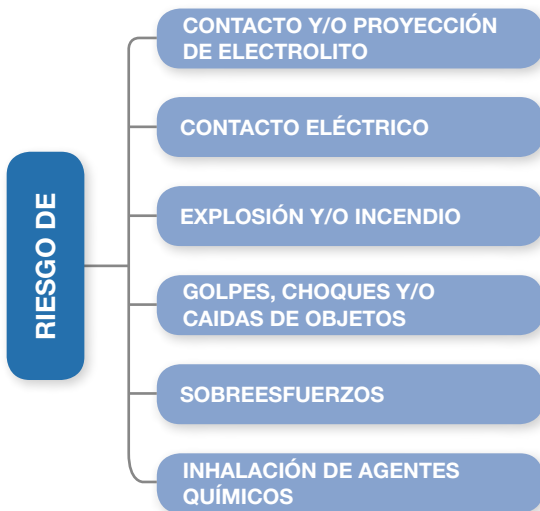 RIESGO DE
CONTACTO Y/O PROYECCIÓN
DE ELECTROLITO
CONTACTO ELÉCTRICO
EXPLOSIÓN Y/O INCENDIO
GOLPES, CHOQUES Y/O
CAIDAS DE OBJETOS
SOBREESFUERZOS
INHALACIÓN DE AGENTES
QUÍMICOS